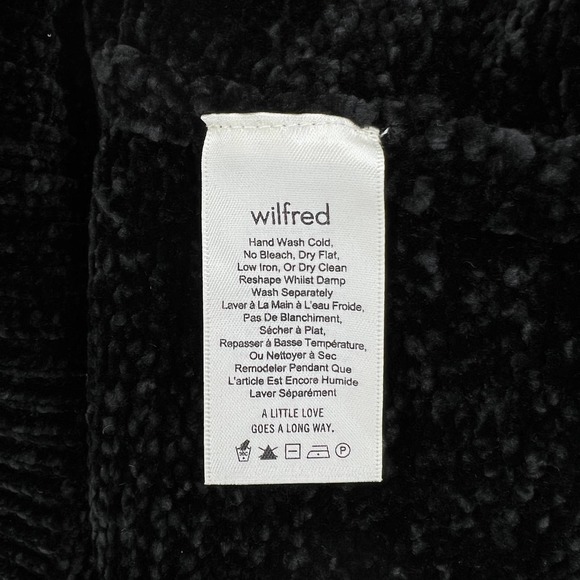 wilfred
Hand Wash Cold,
No Bleach, Dry Flat,
Low Iron, Or Dry Clean
Reshape Whilst Damp
Wash Separately
Laver à La Main à L'eau Froide,
Pas De Blanchiment,
Sécher à Plat,
Repasser à Basse Température,
Ou Nettoyer à Sec
Remodeler Pendant Que
L'article Est Encore Humide
Laver Séparément
A LITTLE LOVE
GOES A LONG WAY.
30C P